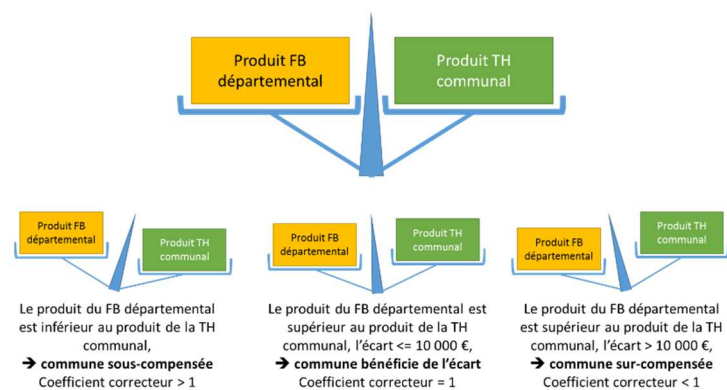 Produit FB
départemental
Produit TH
communal
Produit FB
départemental
Produit TH
communal
Le produit du FB départemental
est inférieur au produit de la TH
communal,
➔ commune sous-compensée
Coefficient correcteur > 1
Produit FB
départemental
Produit TH
communal
Le produit du FB départemental est
supérieur au produit de la TH
communal, l'écart <= 10 000 €,
➔ commune bénéficie de l'écart
Coefficient correcteur = 1
Produit FB
départemental
Produit TH
communal
Le produit du FB départemental
est supérieur au produit de la TH
communal, l'écart > 10 000 €,
➔ commune sur-compensée
Coefficient correcteur < 1